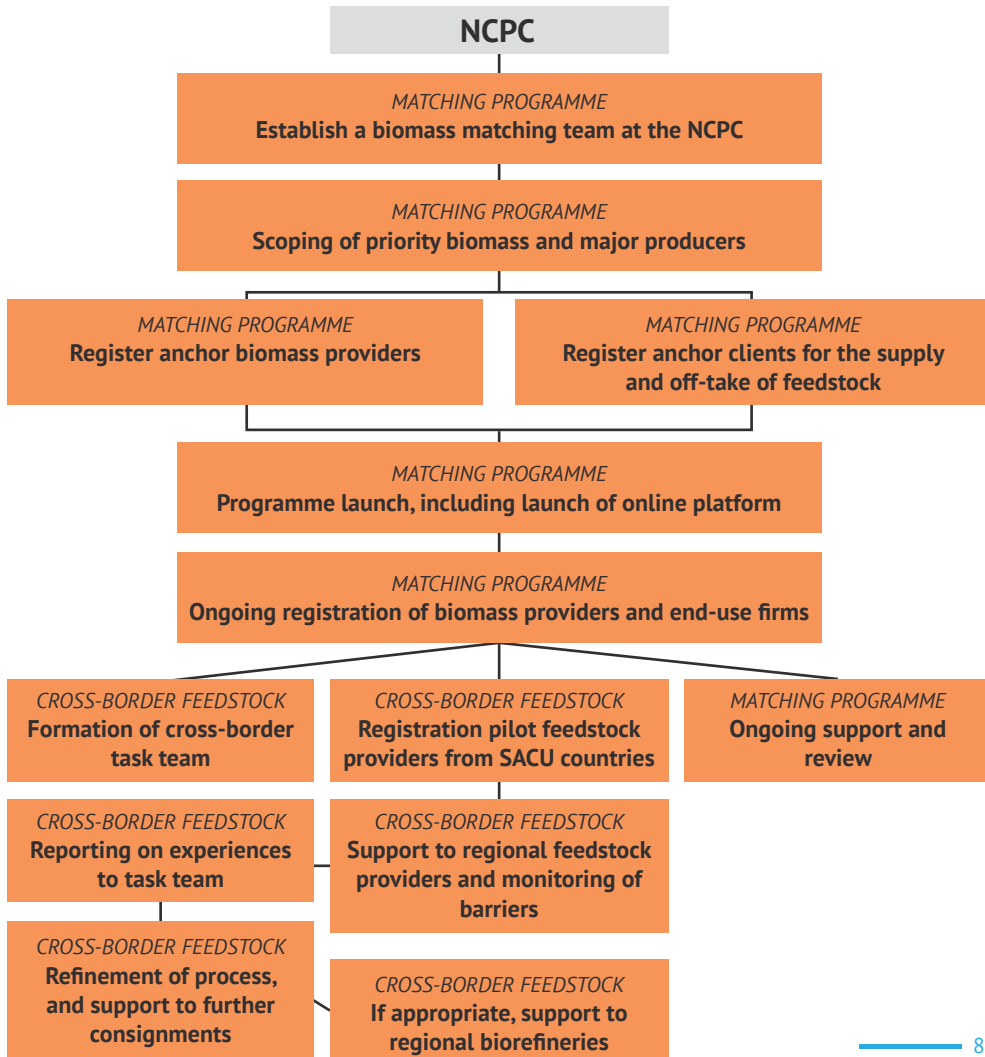 NCPC
MATCHING PROGRAMME
Establish a biomass matching team at the NCPC
MATCHING PROGRAMME
Scoping of priority biomass and major producers
MATCHING PROGRAMME
Register anchor biomass providers
MATCHING PROGRAMME
Register anchor clients for the supply
and off-take of feedstock
MATCHING PROGRAMME
Programme launch, including launch of online platform
MATCHING PROGRAMME
Ongoing registration of biomass providers and end-use firms
CROSS-BORDER FEEDSTOCK
Formation of cross-border
task team
CROSS-BORDER FEEDSTOCK
Registration pilot feedstock
providers from SACU countries
MATCHING PROGRAMME
Ongoing support and
review
CROSS-BORDER FEEDSTOCK
Reporting on experiences
to task team
CROSS-BORDER FEEDSTOCK
Support to regional feedstock
providers and monitoring of
barriers
CROSS-BORDER FEEDSTOCK
Refinement of process,
and support to further
consignments
CROSS-BORDER FEEDSTOCK
If appropriate, support to
regional biorefineries
8